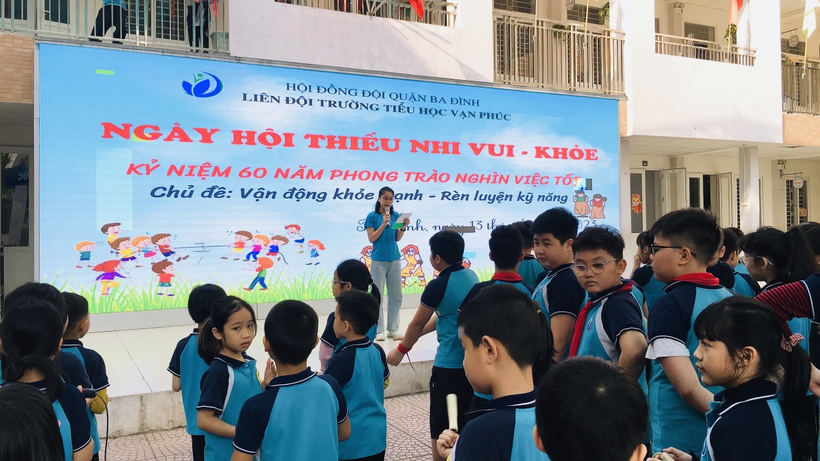 HỘI ĐỒNG ĐỘI QUẬN BA ĐÌNH
LIÊN ĐỘI TRƯỜNG TIỂU HỌC VẠN PHÚC
NGÀY HỘI THIẾU NHI VUI - KHỎE
KỶ NIỆM 60 NĂM PHONG TRÀO NGHÌN VIỆC TỐT
Chủ đề: Vận động khỏe mạnh - Rèn luyện kỹ năng
ngày 13